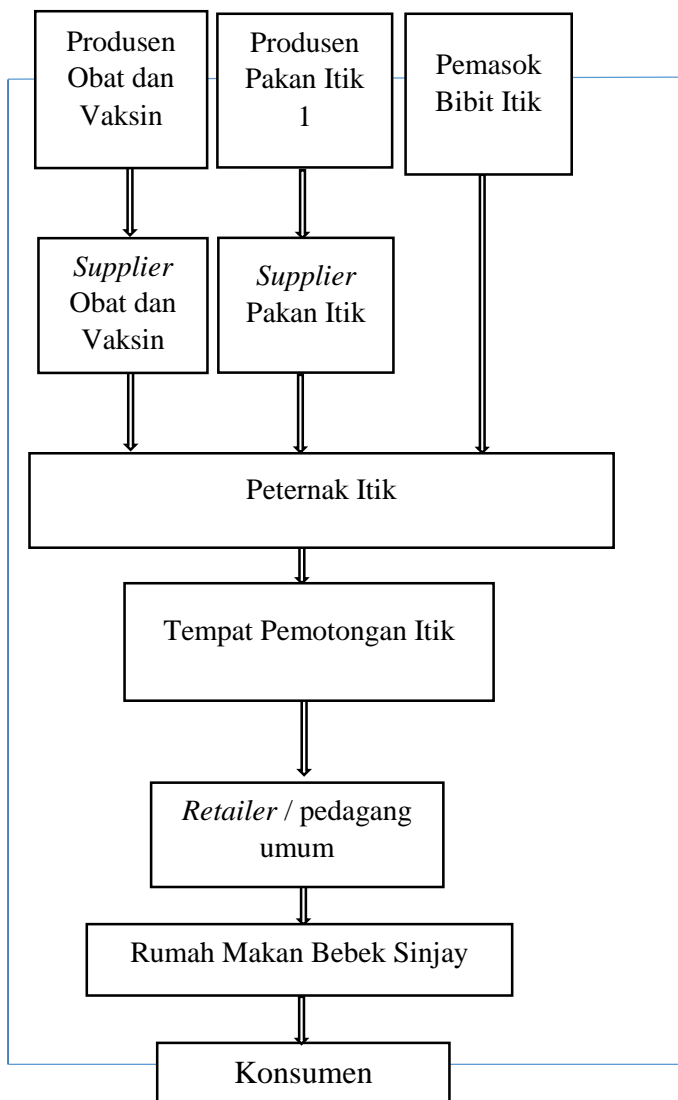 Produsen
Obat dan
Vaksin
Produsen
Pakan Itik
1
Pemasok
Bibit Itik
Supplier
Obat dan
Vaksin
Supplier
Pakan Itik
Peternak Itik
Tempat Pemotongan Itik
Retailer / pedagang
umum
Rumah Makan Bebek Sinjay
Konsumen